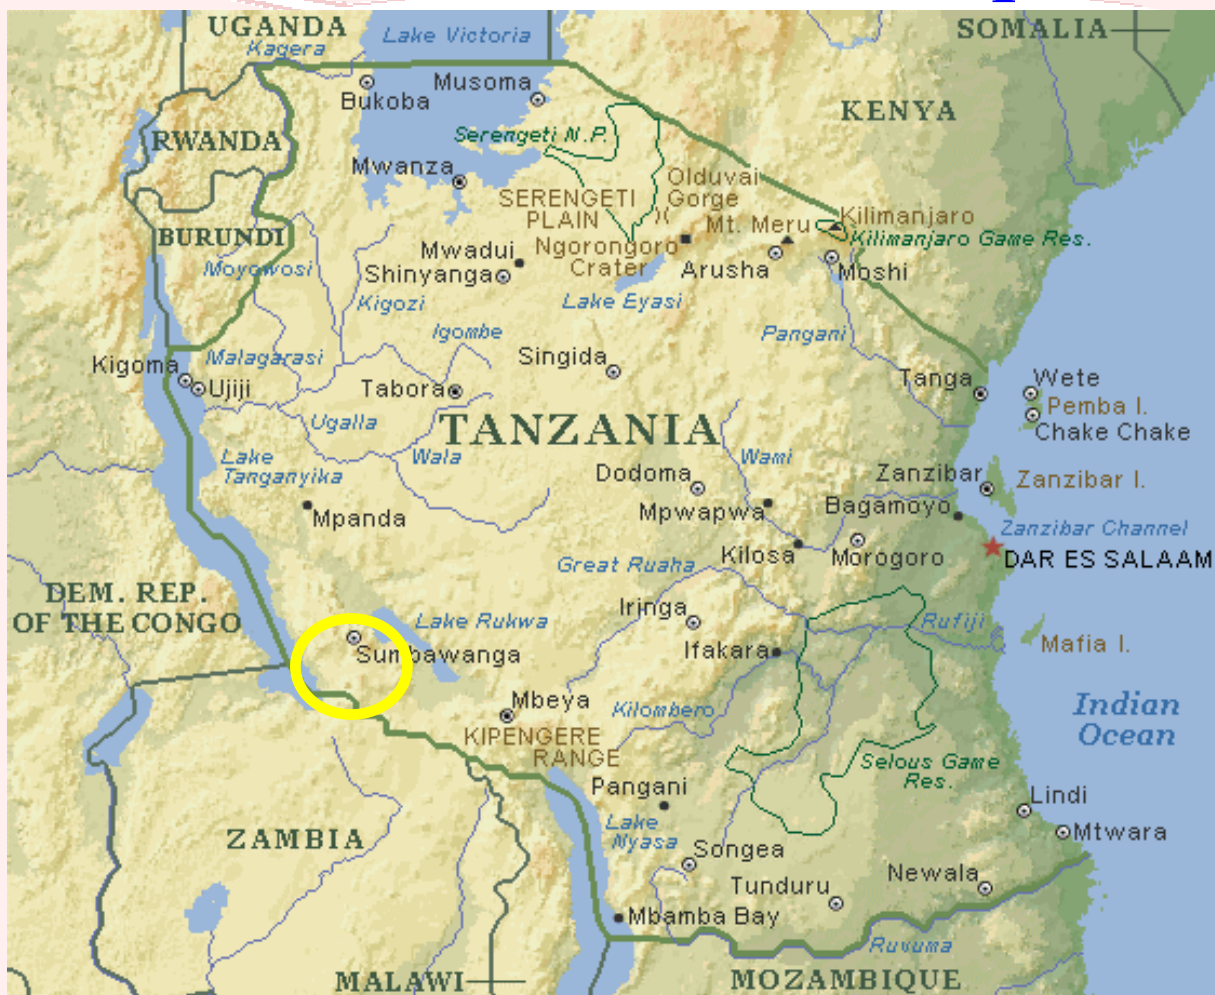 UGANDA
Lake Victoria
SOMALIA
Kagera
Musoma
Bukoba
KENYA
RWANDA
Serengeti N.P.
Mwanza
Olduvai
Gorge
SERENGETI
PLAIN
Mt. Meru
Kilimanjaro
BURUNDI
Kilimanjaro Game Res.
Mwadui
Ngorongoro
Crater
Moyowosi
Shinyanga
Arusha
Moshi
Kigozi
Lake Eyasi
Igombe
Pangani
Malagarasi
Singida
Kigoma
Ujiji
Tabora
Tanga
Wete
Pemba I.
Chake Chake
Ugalla
TANZANIA
Lake
Tanganyika
Wala
Wami
Dodoma
Zanzibar
Zanzibar I.
Mpanda
Mpwapwa
Bagamoyo
Zanzibar Channel
Kilosa
Morogoro
DAR ES SALAAM
Great Ruaha
DEM. REP.
OF THE CONGO
Lake Rukwa
Iringa
Rufiji
Sumbawanga
Ifakara
Mafia I.
Mbeya
Kilombero
Indian
Ocean
KIPENGERE
RANGE
Selous Game
Res.
Pangani
Lindi
Lake
Nyasa
Mtwara
ZAMBIA
Songea
Newala
Tunduru
Mbamba Bay
Ruvuma
MALAWI
MOZAMBIQUE